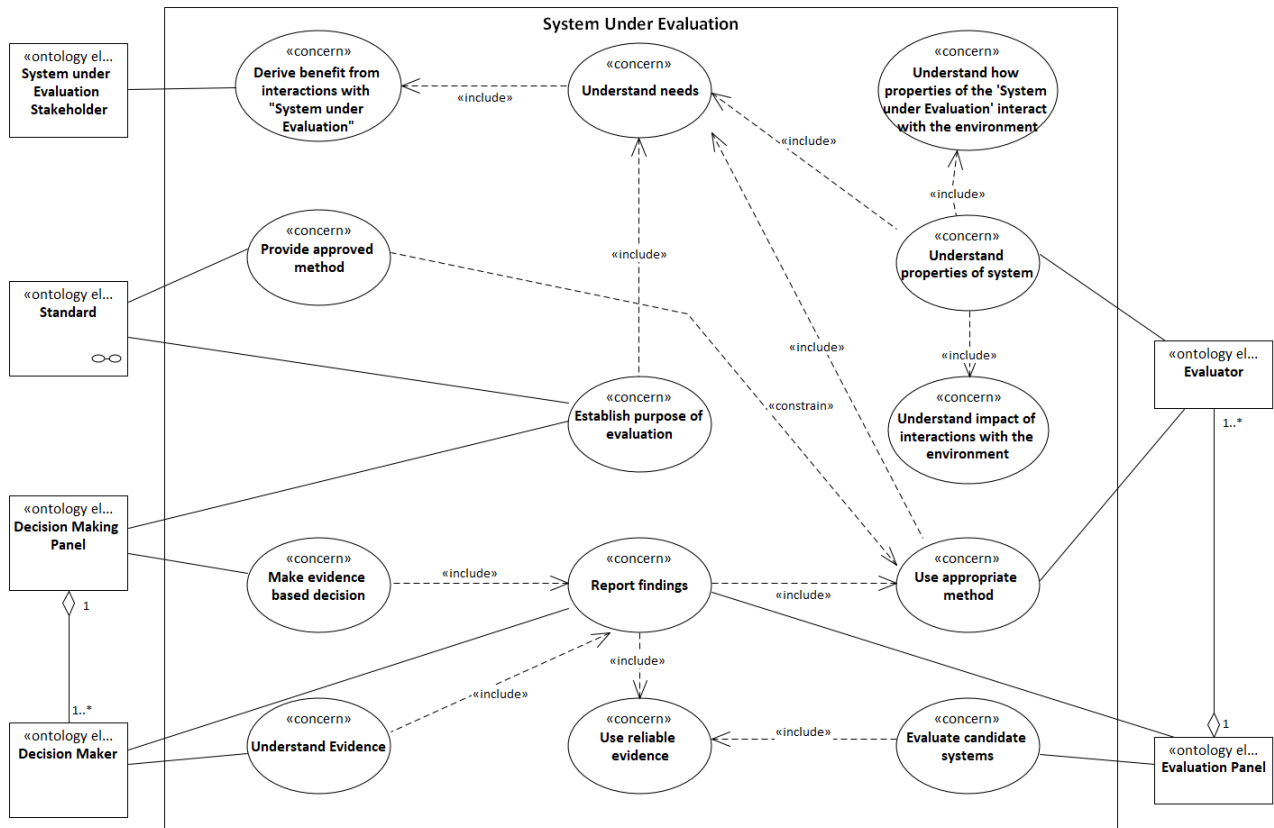 System Under Evaluation
«ontology el...
System under
Evaluation
Stakeholder
«concern»
Derive benefit from
interactions with
"System under
Evaluation"
«include»
«concern»
Understand needs
«concern»
Understand how
properties of the 'System
under Evaluation' interact
with the environment
«include»
«include»
«concern»
Provide approved
method
«include»
«concern»
Understand
properties of system
«ontology el...
Standard
«include»
«include»
«ontology el...
Evaluator
1..*
«concern»
Establish purpose of
evaluation
«constrain»
«concern»
Understand impact of
interactions with the
environment
«ontology el...
Decision Making
Panel
1
«concern»
Make evidence
based decision
«include»
«concern»
Report findings
«include»
«concern»
Use appropriate
method
«include»
«include»
1..*
«ontology el...
Decision Maker
«concern»
Understand Evidence
«concern»
Use reliable
evidence
«include»
«concern»
Evaluate candidate
systems
1
«ontology el...
Evaluation Panel